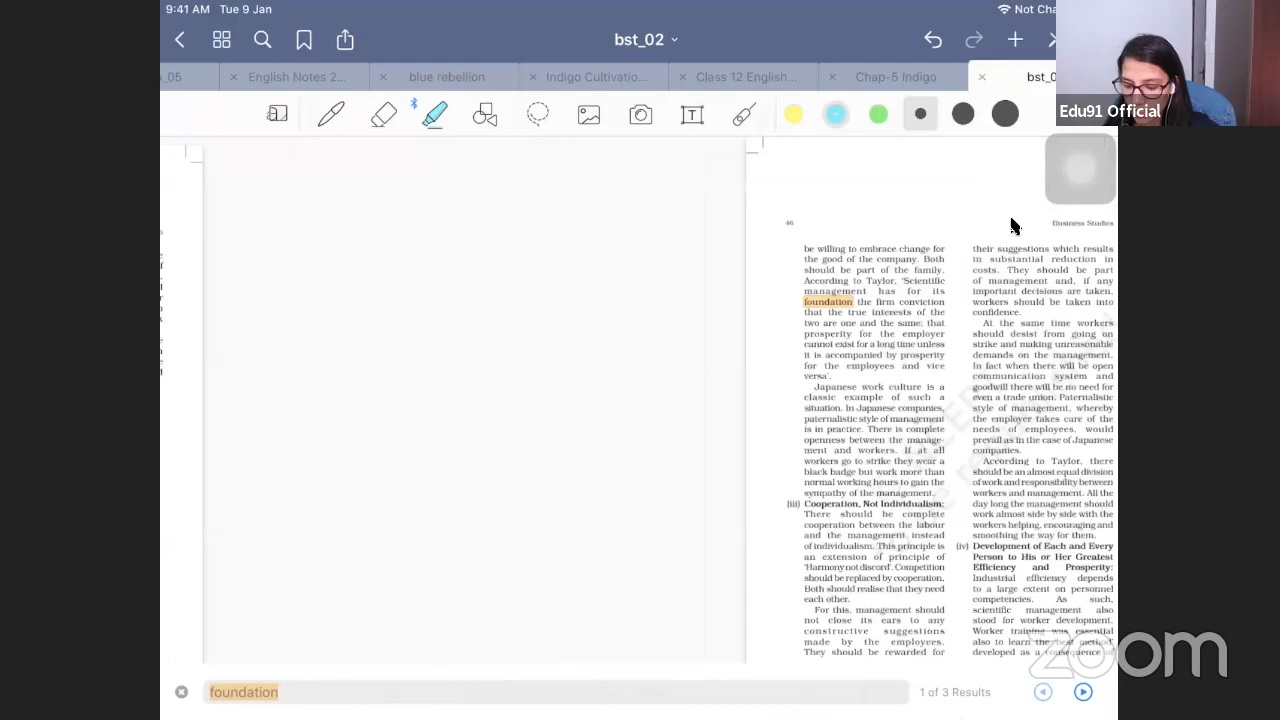 9:41 AM Tue 9 Jan
Not Cha
bst_02
_05
English Notes 2...
blue rebellion
Indigo Cultivatio...
Class 12 English...
Chap-5 Indigo
bst_0
Edu91 Official
46
Business Studies
be willing to embrace change for
the good of the company. Both
should be part of the family.
According to Taylor, 'Scientific
management has for its
foundation the firm conviction
that the true interests of the
two are one and the same; that
prosperity for the employer
cannot exist for a long time unless
it is accompanied by prosperity
for the employees and vice
versa'.
Japanese work culture is a
classic example of such a
situation. In Japanese companies,
paternalistic style of management
is in practice. There is complete
openness between the manage-
ment and workers. If at all
workers go to strike they wear a
black badge but work more than
normal working hours to gain the
sympathy of the management.
(iii) Cooperation, Not Individualism:
There should be complete
cooperation between the labour
and the management instead
of individualism. This principle is
an extension of principle of
'Harmony not discord'. Competition
should be replaced by cooperation.
Both should realise that they need
each other.
For this, management should
not close its ears to any
constructive suggestions
made by the employees.
They should be rewarded for
their suggestions which results
in substantial reduction in
costs. They should be part
of management and, if any
important decisions are taken,
workers should be taken into
confidence.
At the same time workers
should desist from going on
strike and making unreasonable
demands on the management.
In fact when there will be open
communication system and
goodwill there will be no need for
even a trade union. Paternalistic
style of management, whereby
the employer takes care of the
needs of employees, would
prevail as in the case of Japanese
companies.
According to Taylor, there
should be an almost equal division
of work and responsibility between
workers and management. All the
day long the management should
work almost side by side with the
workers helping, encouraging and
smoothing the way for them.
(iv) Development of Each and Every
Person to His or Her Greatest
Efficiency and Prosperity:
Industrial efficiency depends
to a large extent on personnel
competencies. As such,
scientific management also
stood for worker development.
Worker training was essential
also to learn the 'best method'
developed as a consequence of
zoom
foundation
1 of 3 Results